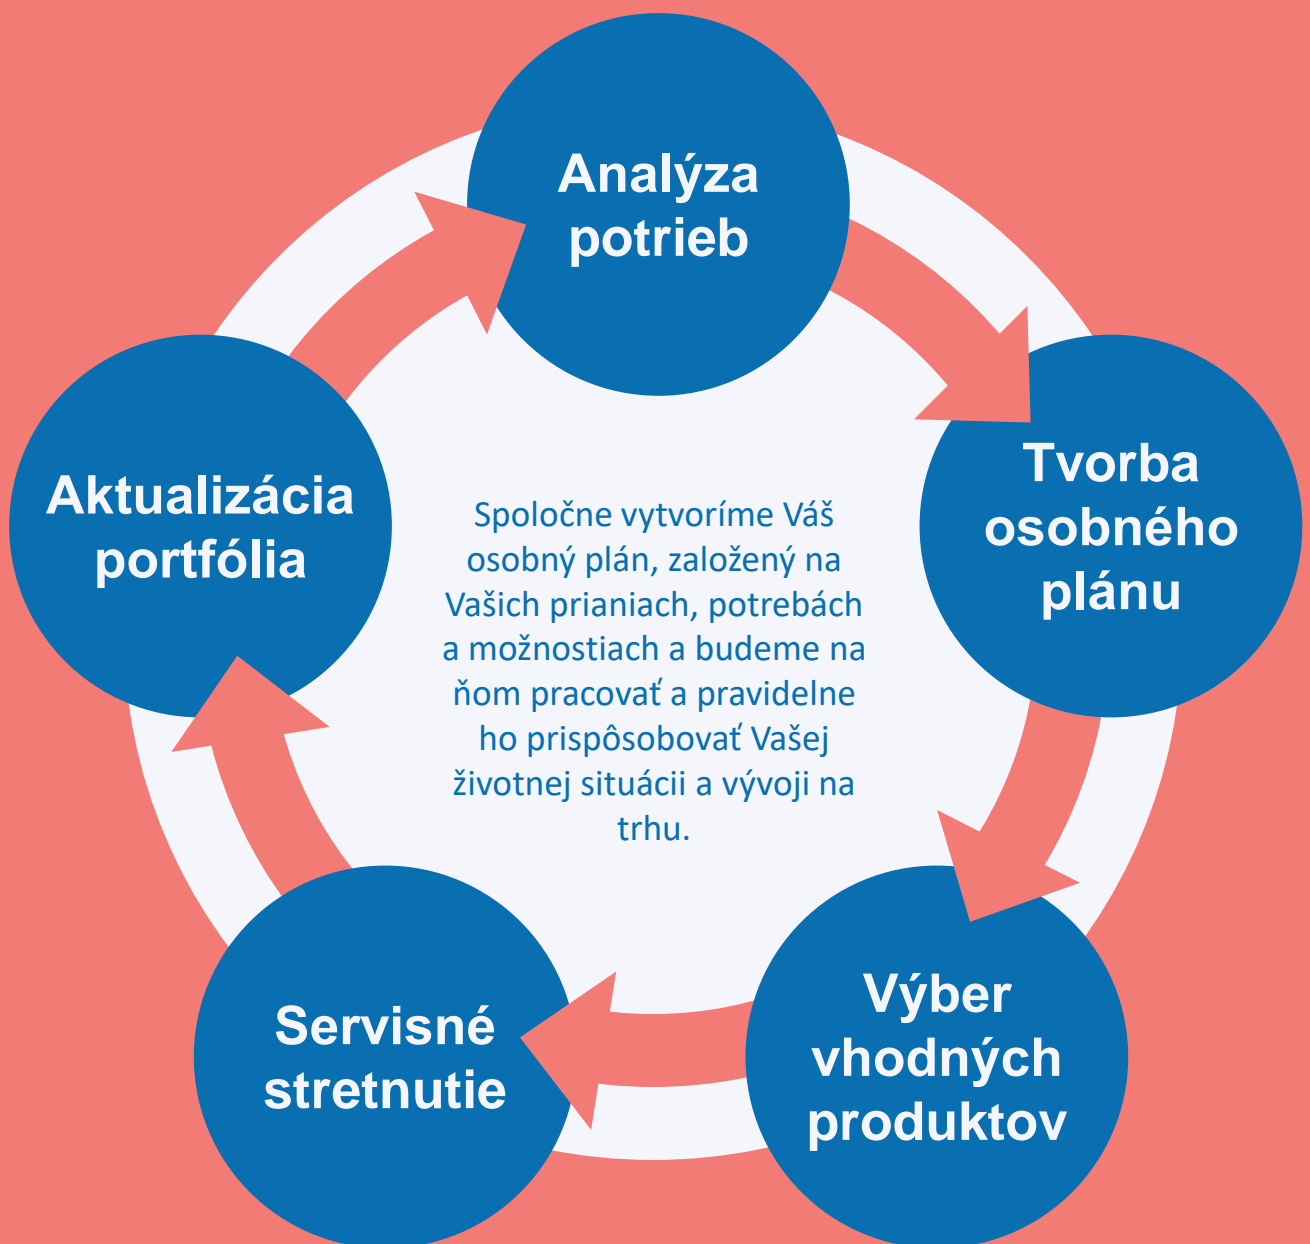 Analýza
potrieb
Tvorba
osobného
plánu
Výber
vhodných
produktov
Servisné
stretnutie
Aktualizácia
portfólia
Spoločne vytvoríme Váš
osobný plán, založený na
Vašich prianiach, potrebách
a možnostiach a budeme na
ňom pracovať a pravidelne
ho prispôsobovať Vašej
životnej situácii a vývoji na
trhu.